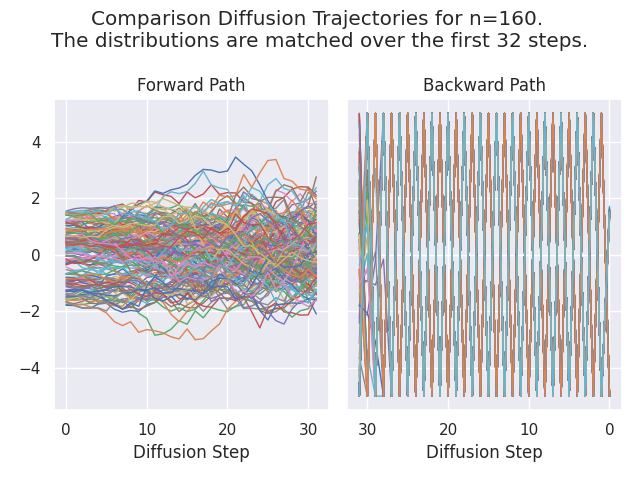 Comparison Diffusion Trajectories for n=160.
The distributions are matched over the first 32 steps.
Forward Path
Backward Path
4
2
0
−2
−4
0 10 20 30
30 20 10 0
Diffusion Step
Diffusion Step